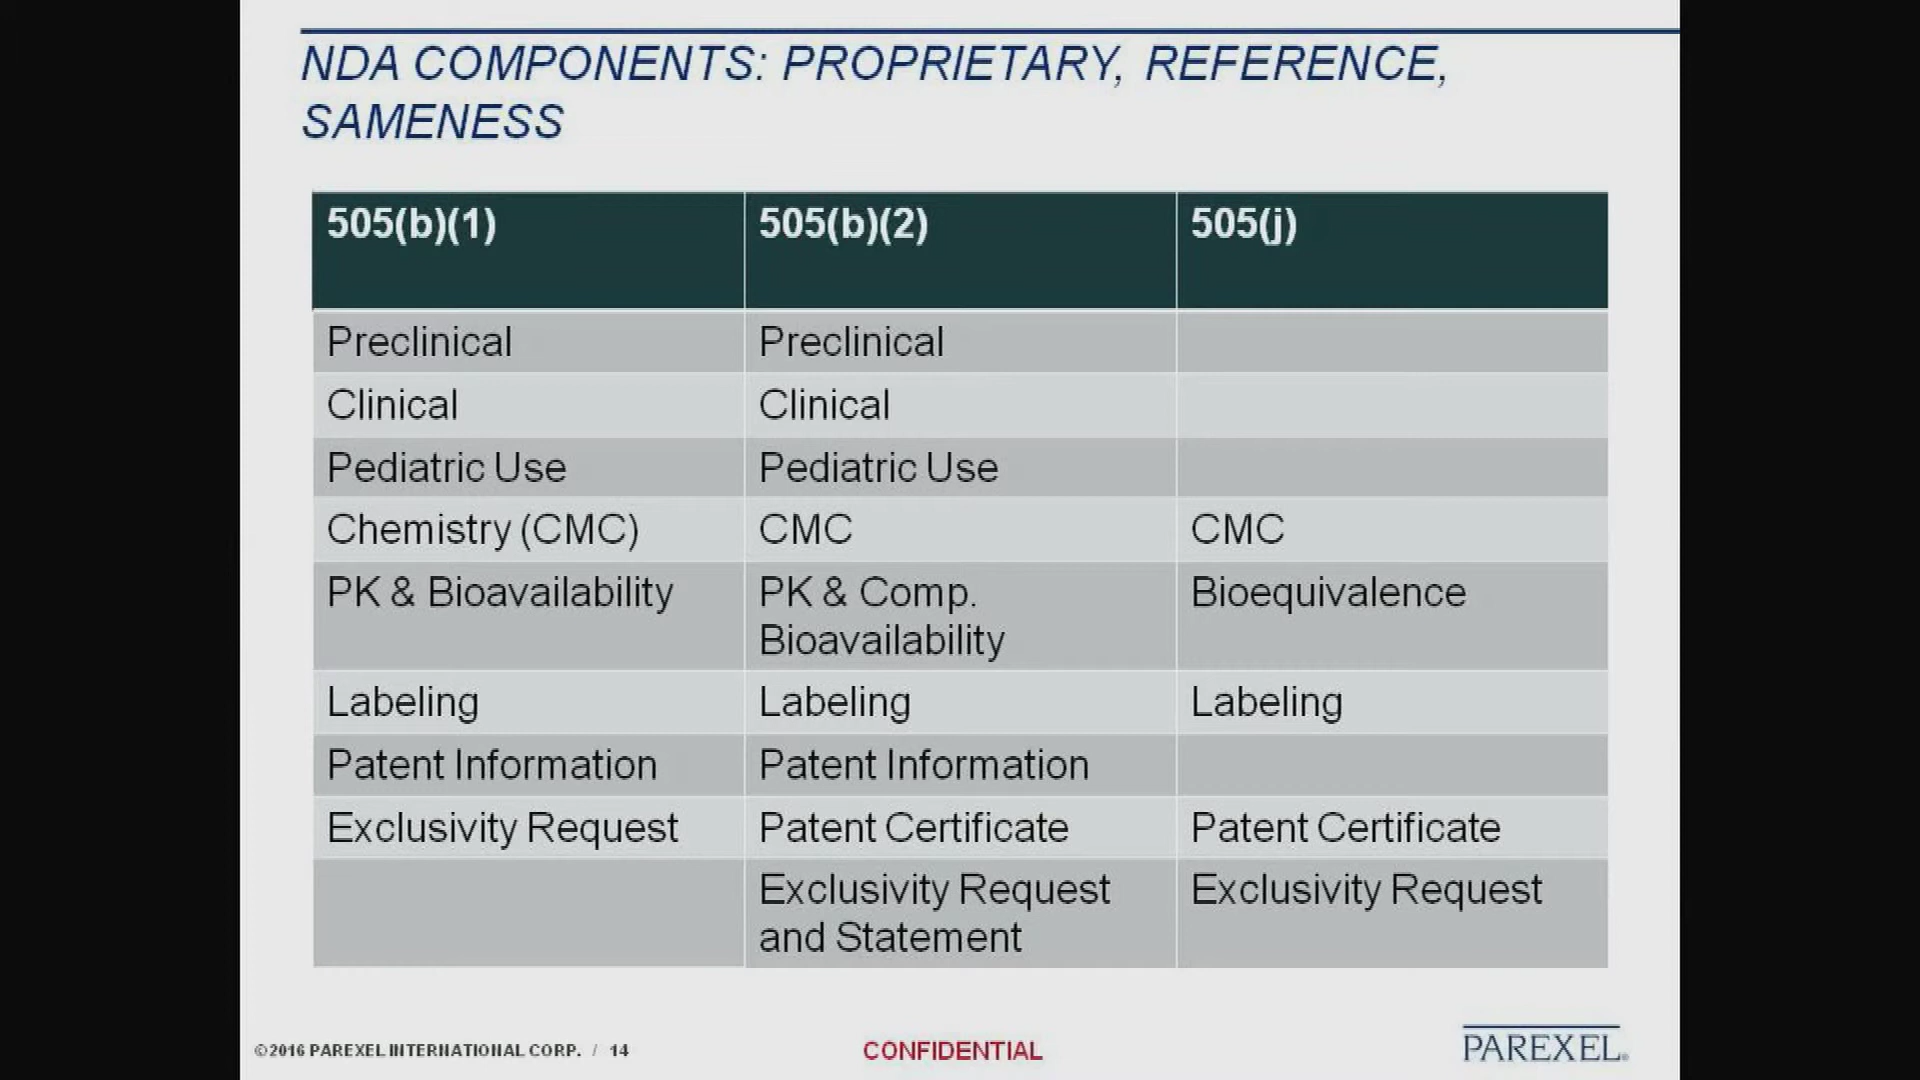 NDA COMPONENTS: PROPRIETARY, REFERENCE,
SAMENESS
505(b)(1) 505(b)(2) 505(j)
Preclinical Preclinical
Clinical Clinical
Pediatric Use Pediatric Use
Chemistry (CMC) CMC CMC
PK & Bioavailability PK & Comp. Bioequivalence
Bioavailability
Labeling Labeling Labeling
Patent Information Patent Information
Exclusivity Request Patent Certificate Patent Certificate
Exclusivity Request Exclusivity Request
and Statement
©2016 PAREXEL INTERNATIONAL CORP. / 14 CONFIDENTIAL PAREXEL®